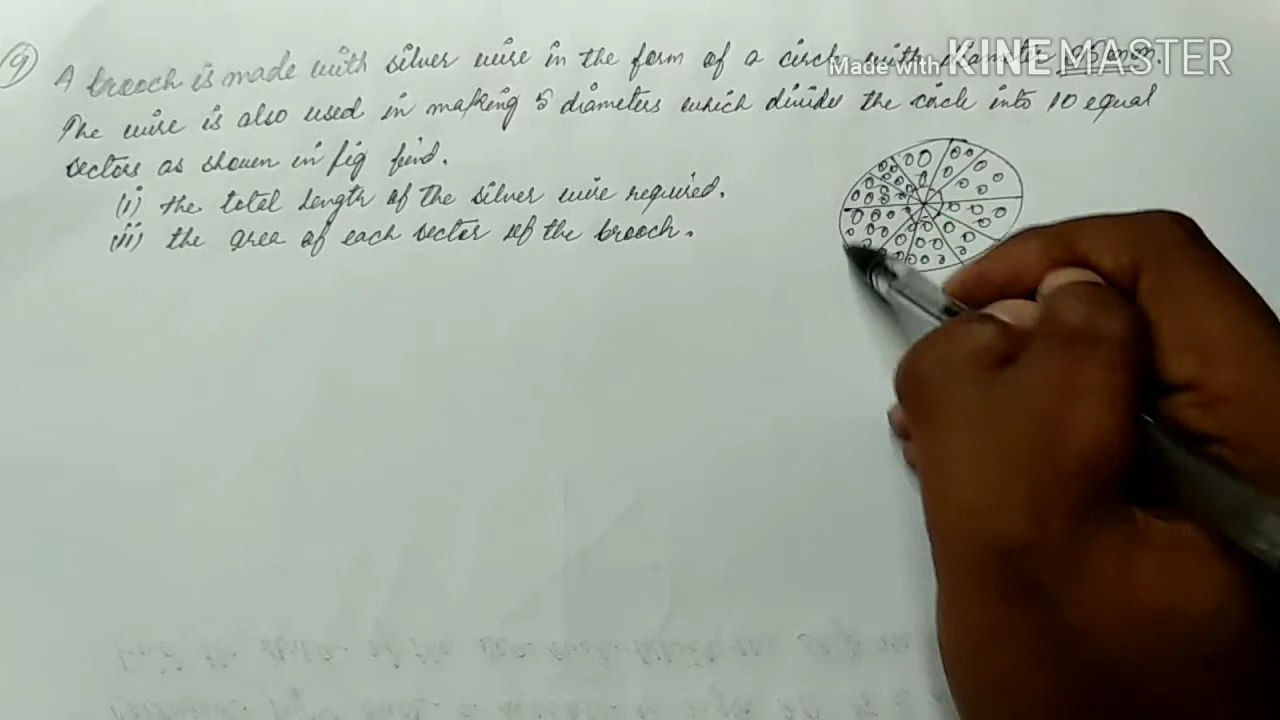 9) A brooch is made with silver wire in the form of a circle with diameter
Made with KINEMASTER
The wire is also used in making 5 diameters which divide the circle into 10 equal
sectors as shown in fig find.
(i) the total length of the silver wire required.
(ii) the area of each sector of the brooch.